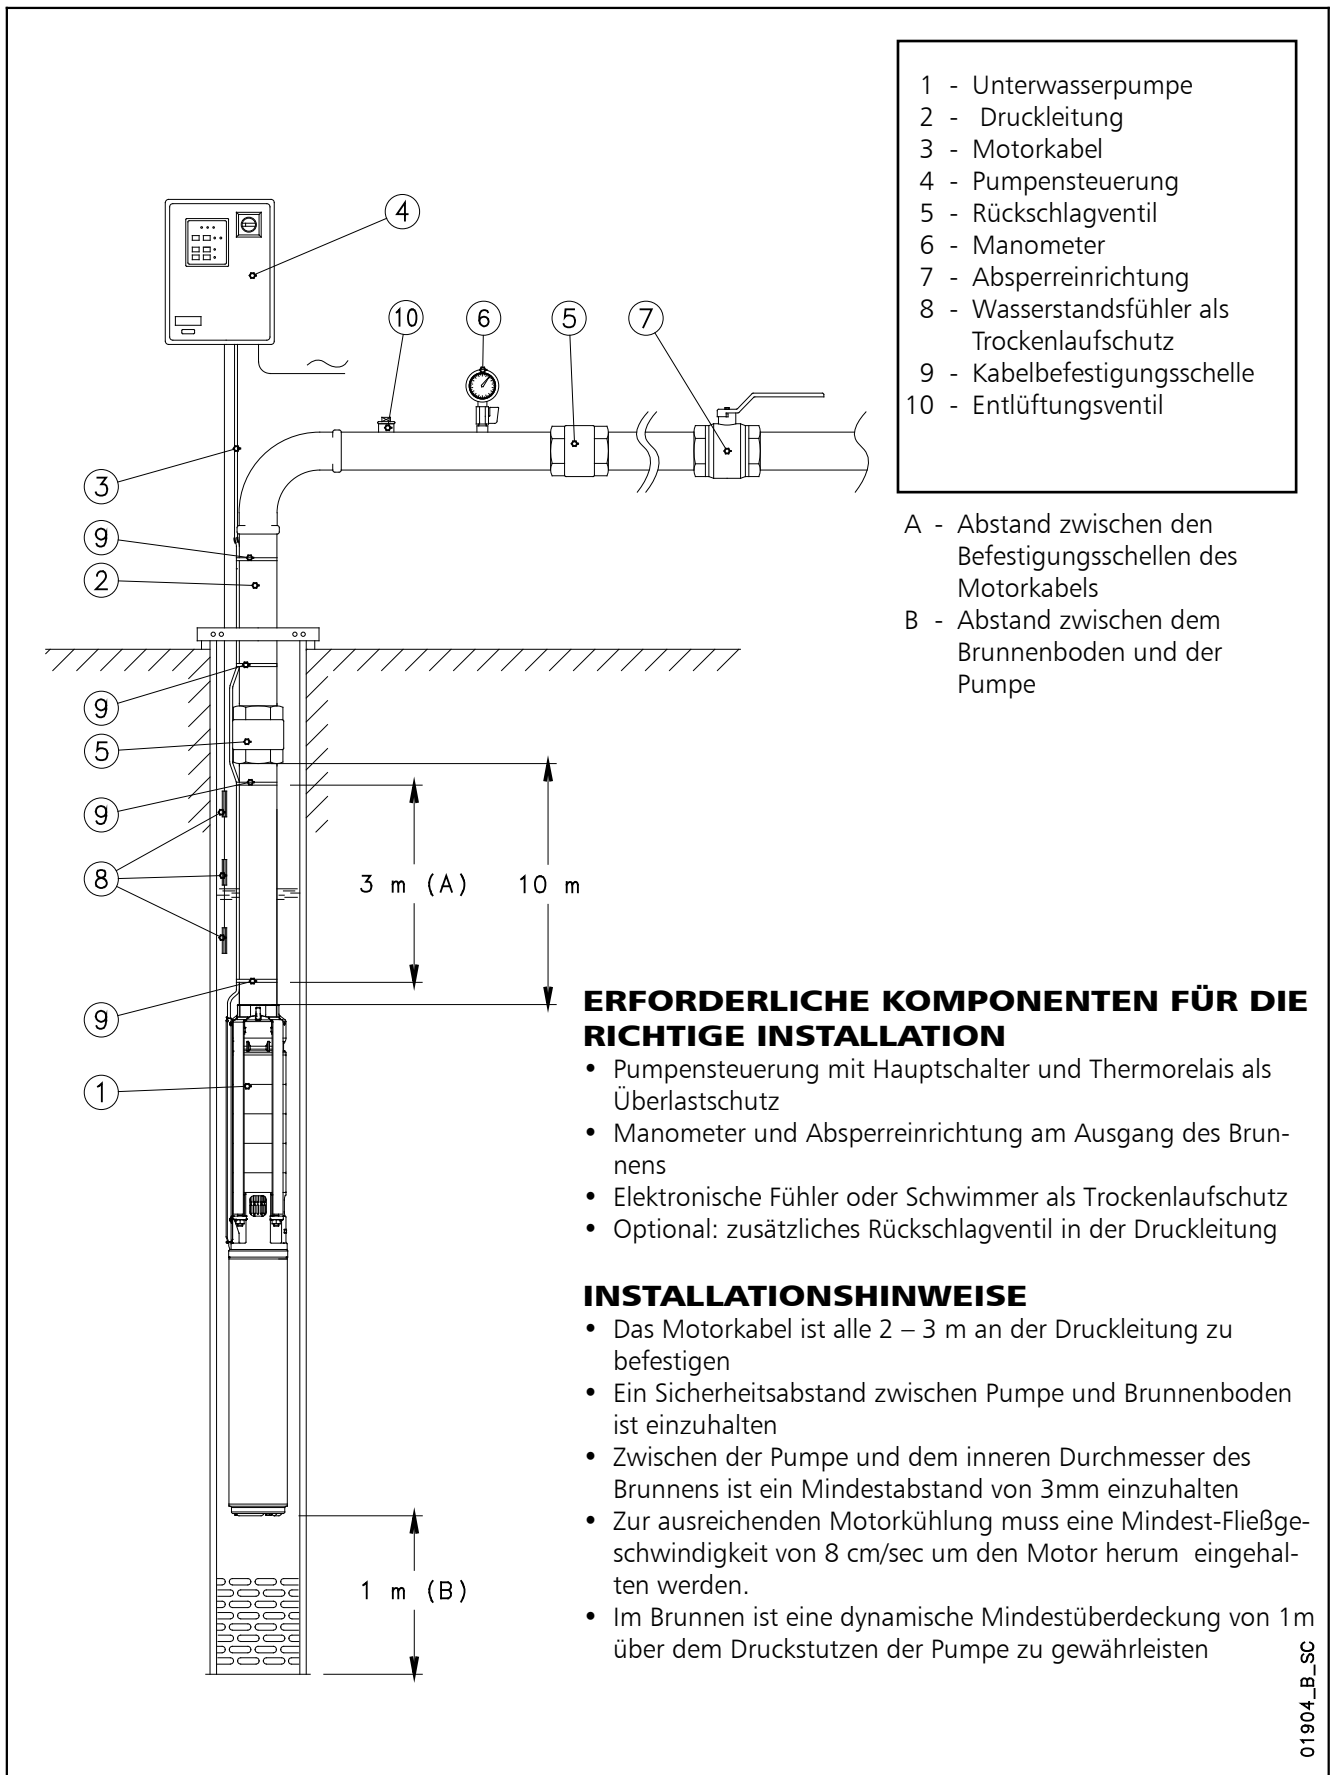 1 - Unterwasserpumpe
2 - Druckleitung
3 - Motorkabel
4 - Pumpensteuerung
5 - Rückschlagventil
6 - Manometer
7 - Absperreinrichtung
8 - Wasserstandsfühler als
Trockenlaufschutz
9 - Kabelbefestigungsschelle
10 - Entlüftungsventil
A - Abstand zwischen den
Befestigungsschellen des
Motorkabels
B - Abstand zwischen dem
Brunnenboden und der
Pumpe
4
10 6 5 7
3
9
2
9
5
9
8
9
1
3 m (A) 10 m
1 m (B)
ERFORDERLICHE KOMPONENTEN FÜR DIE
RICHTIGE INSTALLATION
• Pumpensteuerung mit Hauptschalter und Thermorelais als
Überlastschutz
• Manometer und Absperreinrichtung am Ausgang des Brun-
nens
• Elektronische Fühler oder Schwimmer als Trockenlaufschutz
• Optional: zusätzliches Rückschlagventil in der Druckleitung
INSTALLATIONSHINWEISE
• Das Motorkabel ist alle 2 – 3 m an der Druckleitung zu
befestigen
• Ein Sicherheitsabstand zwischen Pumpe und Brunnenboden
ist einzuhalten
• Zwischen der Pumpe und dem inneren Durchmesser des
Brunnens ist ein Mindestabstand von 3mm einzuhalten
• Zur ausreichenden Motorkühlung muss eine Mindest-Fließge-
schwindigkeit von 8 cm/sec um den Motor herum eingehal-
ten werden.
• Im Brunnen ist eine dynamische Mindestüberdeckung von 1m
über dem Druckstutzen der Pumpe zu gewährleisten
01904_B_SC